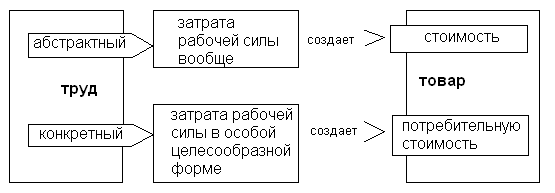 абстрактный
затрата
рабочей силы
вообще
создает
стоимость
труд
товар
конкретный
затрата рабочей
силы в особой
целесообразной
форме
создает
потребительную
стоимость